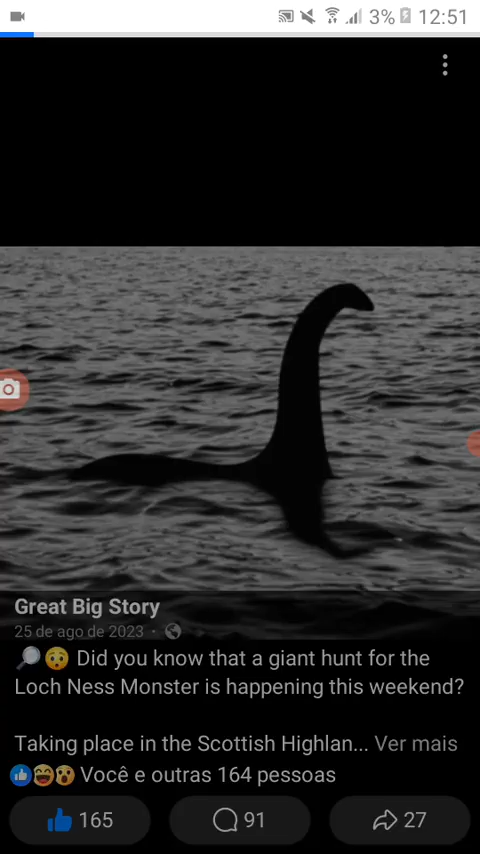 3% 12:51
Great Big Story
25 de ago de 2023 ·
🔎😯 Did you know that a giant hunt for the
Loch Ness Monster is happening this weekend?
Taking place in the Scottish Highlan... Ver mais
Você e outras 164 pessoas
165 91 27